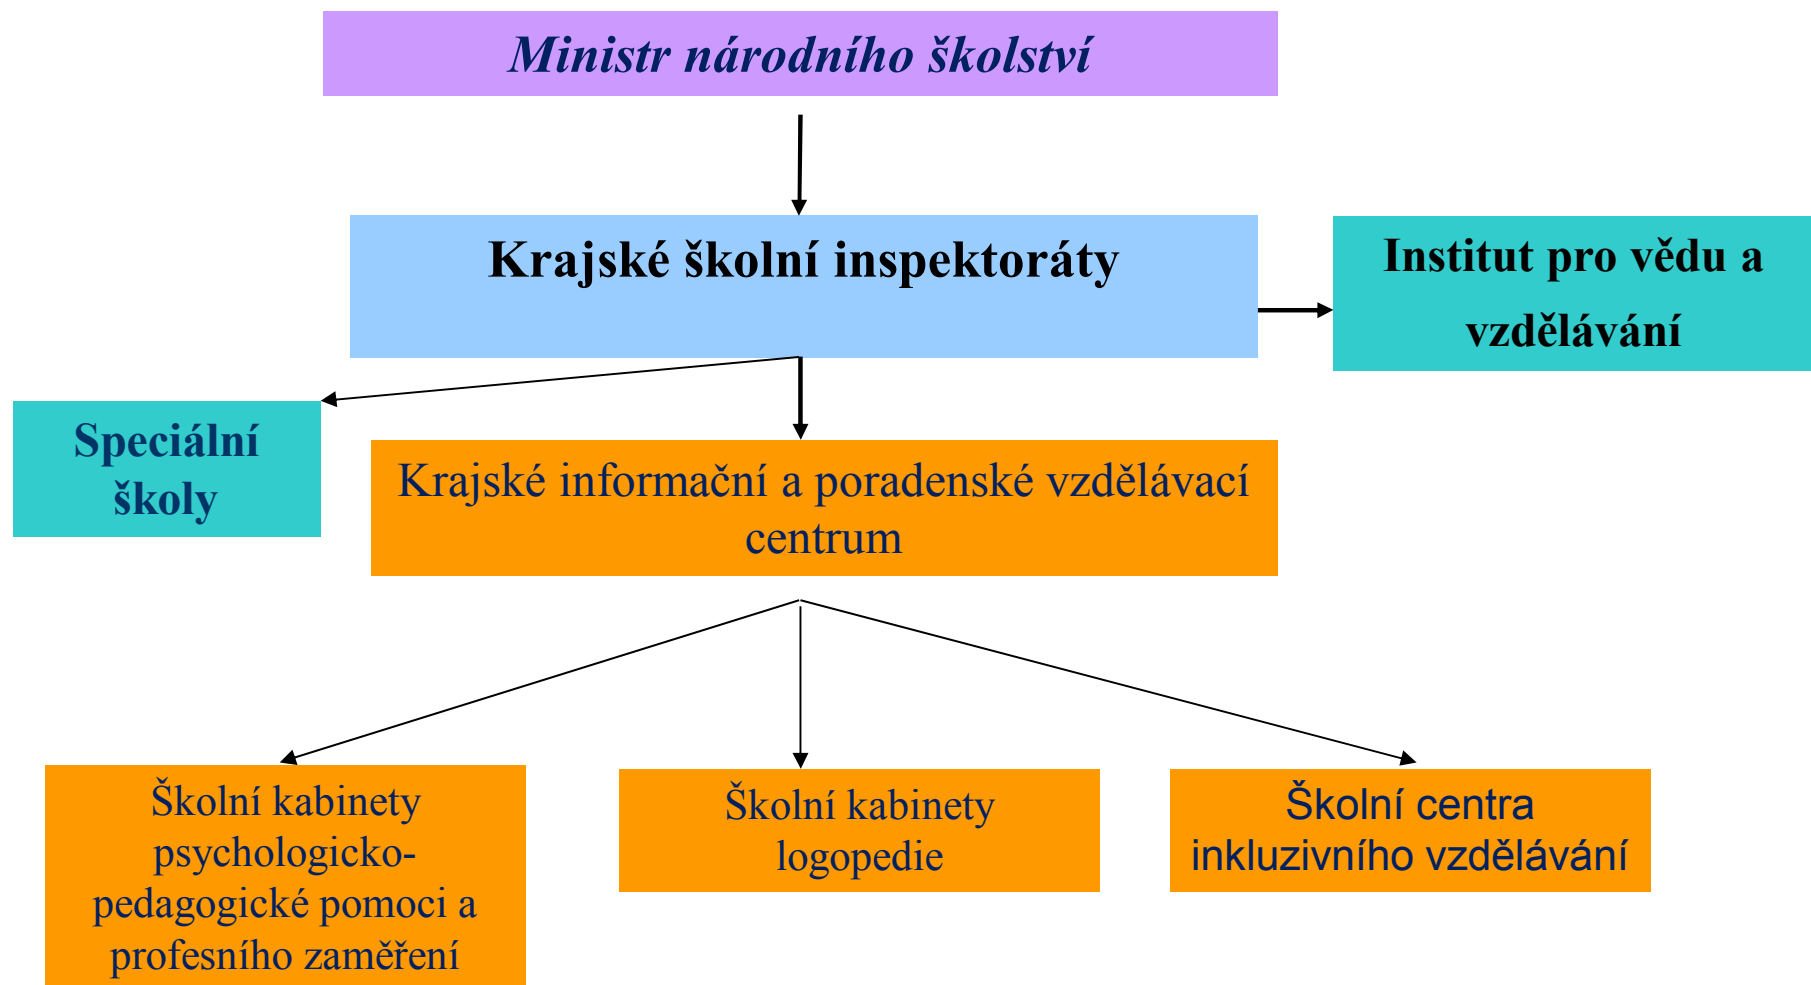 Ministr národního školství
Krajské školní inspektoráty
Institut pro vědu a
vzdělávání
Speciální
školy
Krajské informační a poradenské vzdělávací
centrum
Školní kabinety
psychologicko-
pedagogické pomoci a
profesního zaměření
Školní kabinety
logopedie
Školní centra
inkluzivního vzdělávání